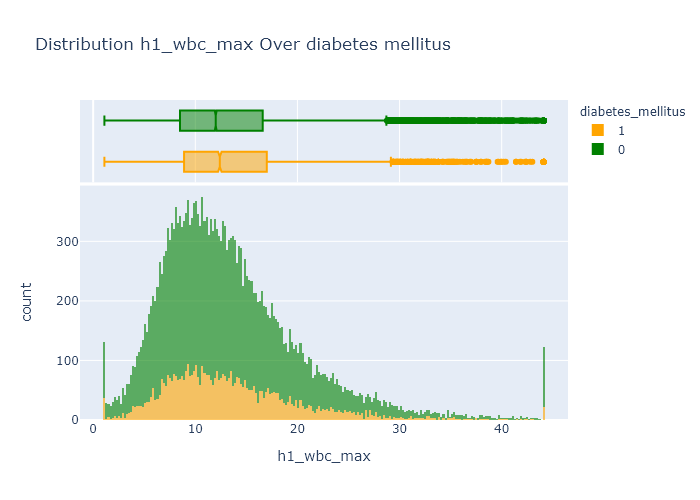 Distribution h1_wbc_max Over diabetes mellitus
diabetes_mellitus
1
0
300
200
100
0
count
0 10 20 30 40
h1_wbc_max